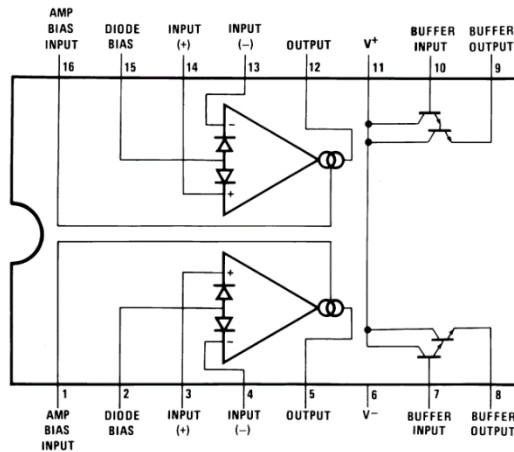 AMP
BIAS
INPUT
DIODE
BIAS
INPUT
(+)
INPUT
(−)
OUTPUT
V+
BUFFER
INPUT
BUFFER
OUTPUT
16 15 14 13 12 11 10 9
−
+
+
−
1 2 3 4 5 6 7 8
AMP
BIAS
INPUT
DIODE
BIAS
INPUT
(+)
INPUT
(−)
OUTPUT
V−
BUFFER
INPUT
BUFFER
OUTPUT